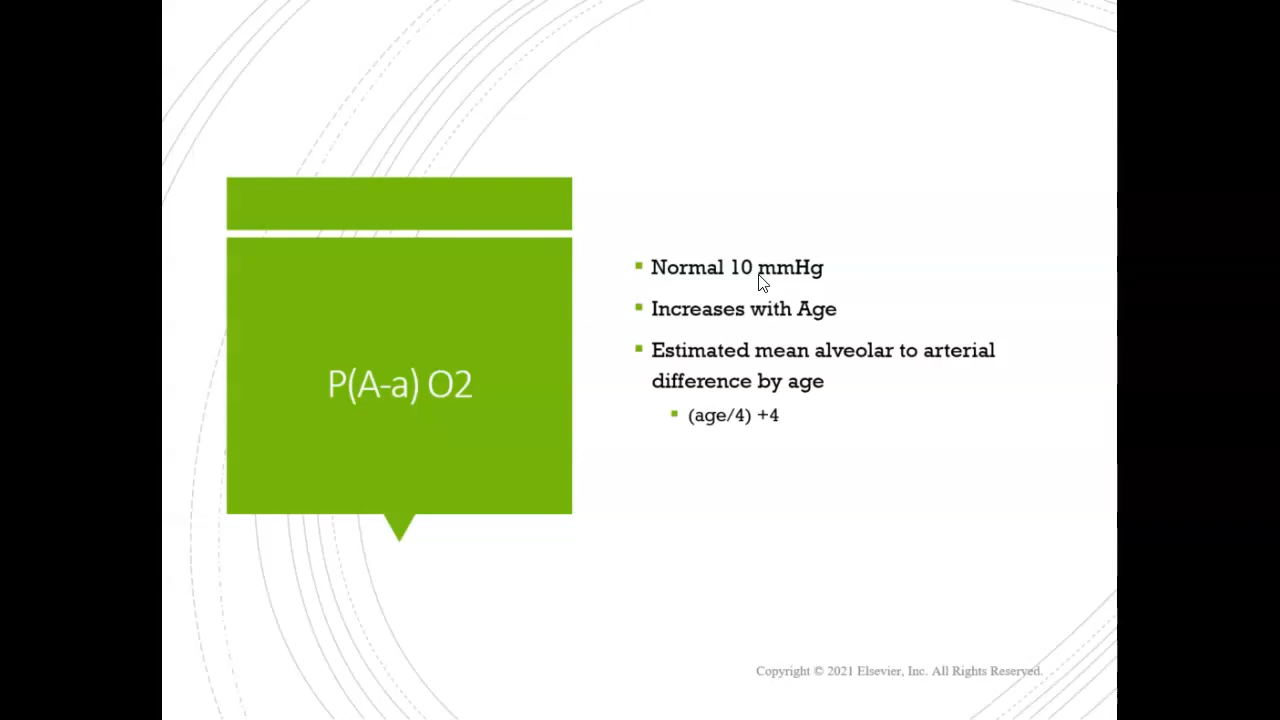 P(A-a) O2
Normal 10 mmHg
Increases with Age
Estimated mean alveolar to arterial
difference by age
(age/4) +4
Copyright © 2021 Elsevier, Inc. All Rights Reserved.